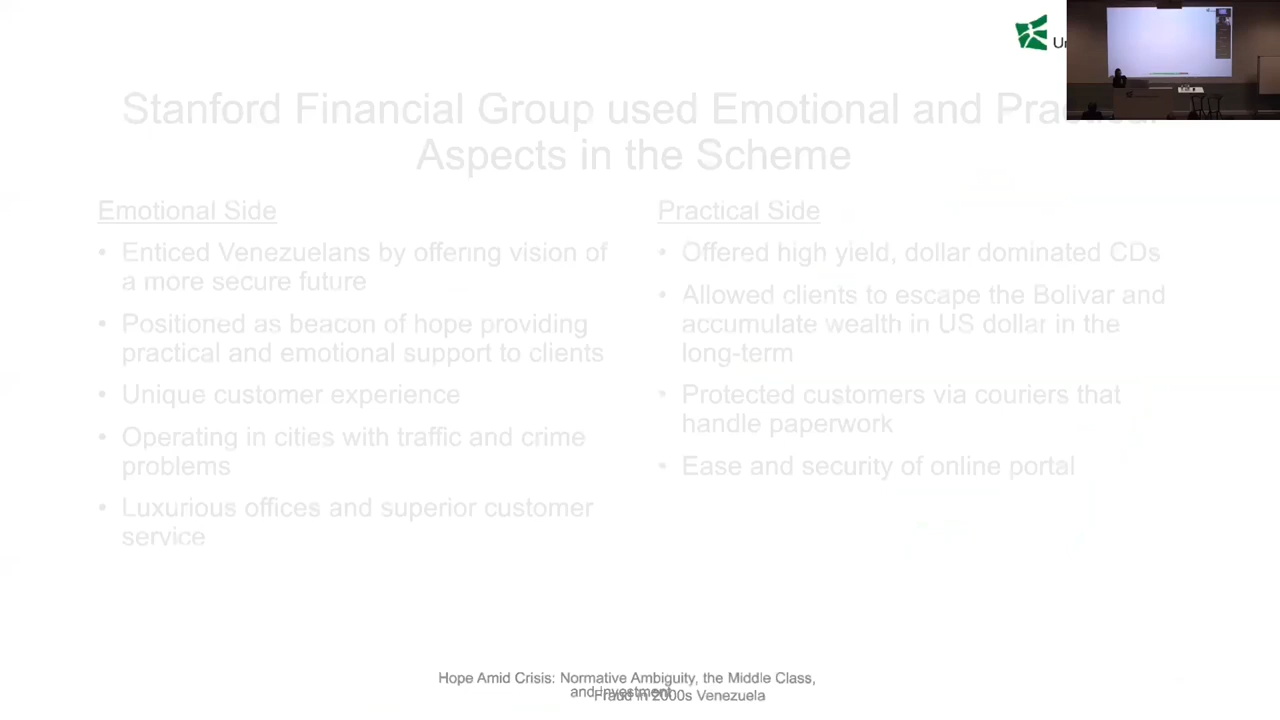 Stanford Financial Group used Emotional and
Aspects in the Scheme
Emotional Side
• Enticed Venezuelans by offering vision of
a more secure future
• Positioned as beacon of hope providing
practical and emotional support to clients
• Unique customer experience
• Operating in cities with traffic and crime
problems
• Luxurious offices and superior customer
service
Practical Side
• Offered high yield, dollar dominated CDs
• Allowed clients to escape the Bolivar and
accumulate wealth in US dollar in the
long-term
• Protected customers via couriers that
handle paperwork
• Ease and security of online portal
Hope Amid Crisis: Normative Ambiguity, the Middle Class,
and Investment
Fraud in 2000s Venezuela